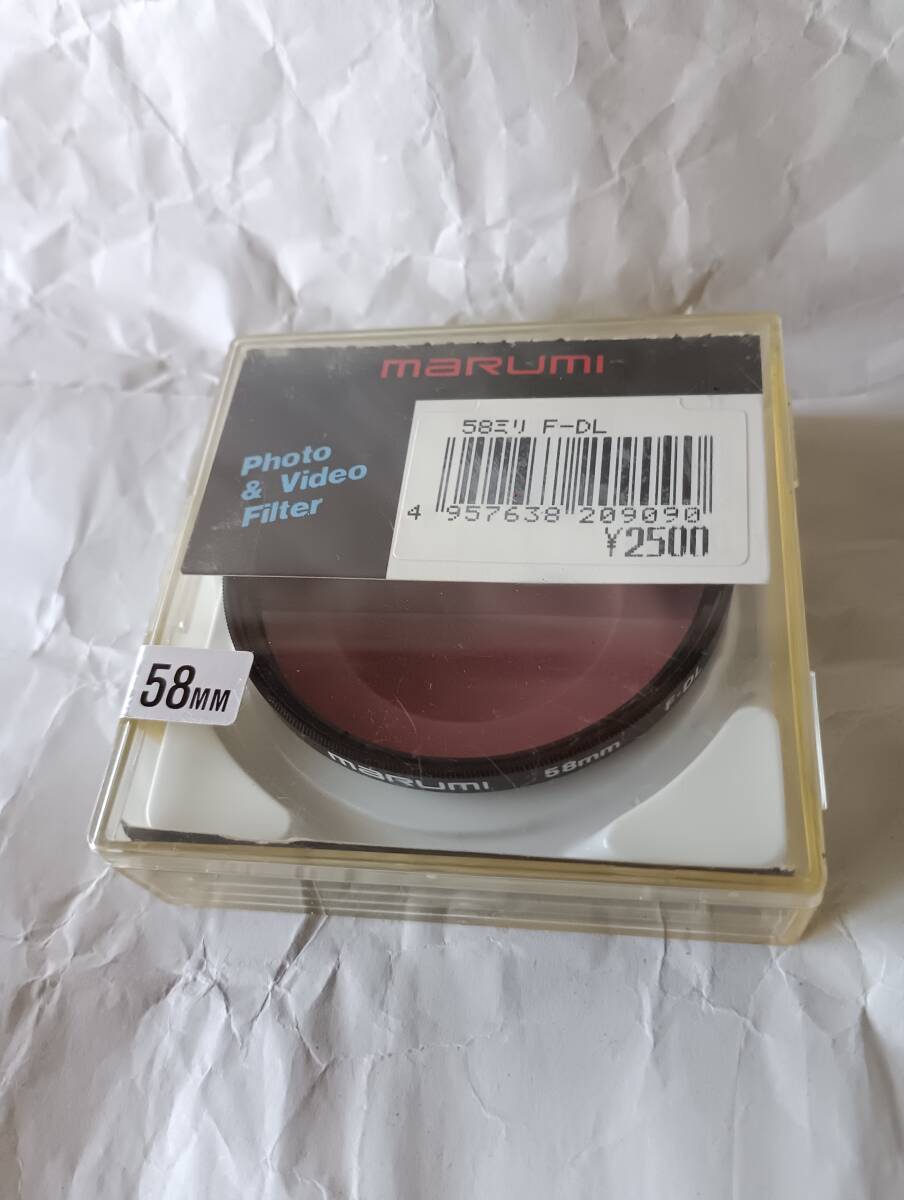 marumi
58ミリ F-DL
4 957638 209090
¥2500
Photo
& Video
Filter
58MM
marumi 58mm F-DL